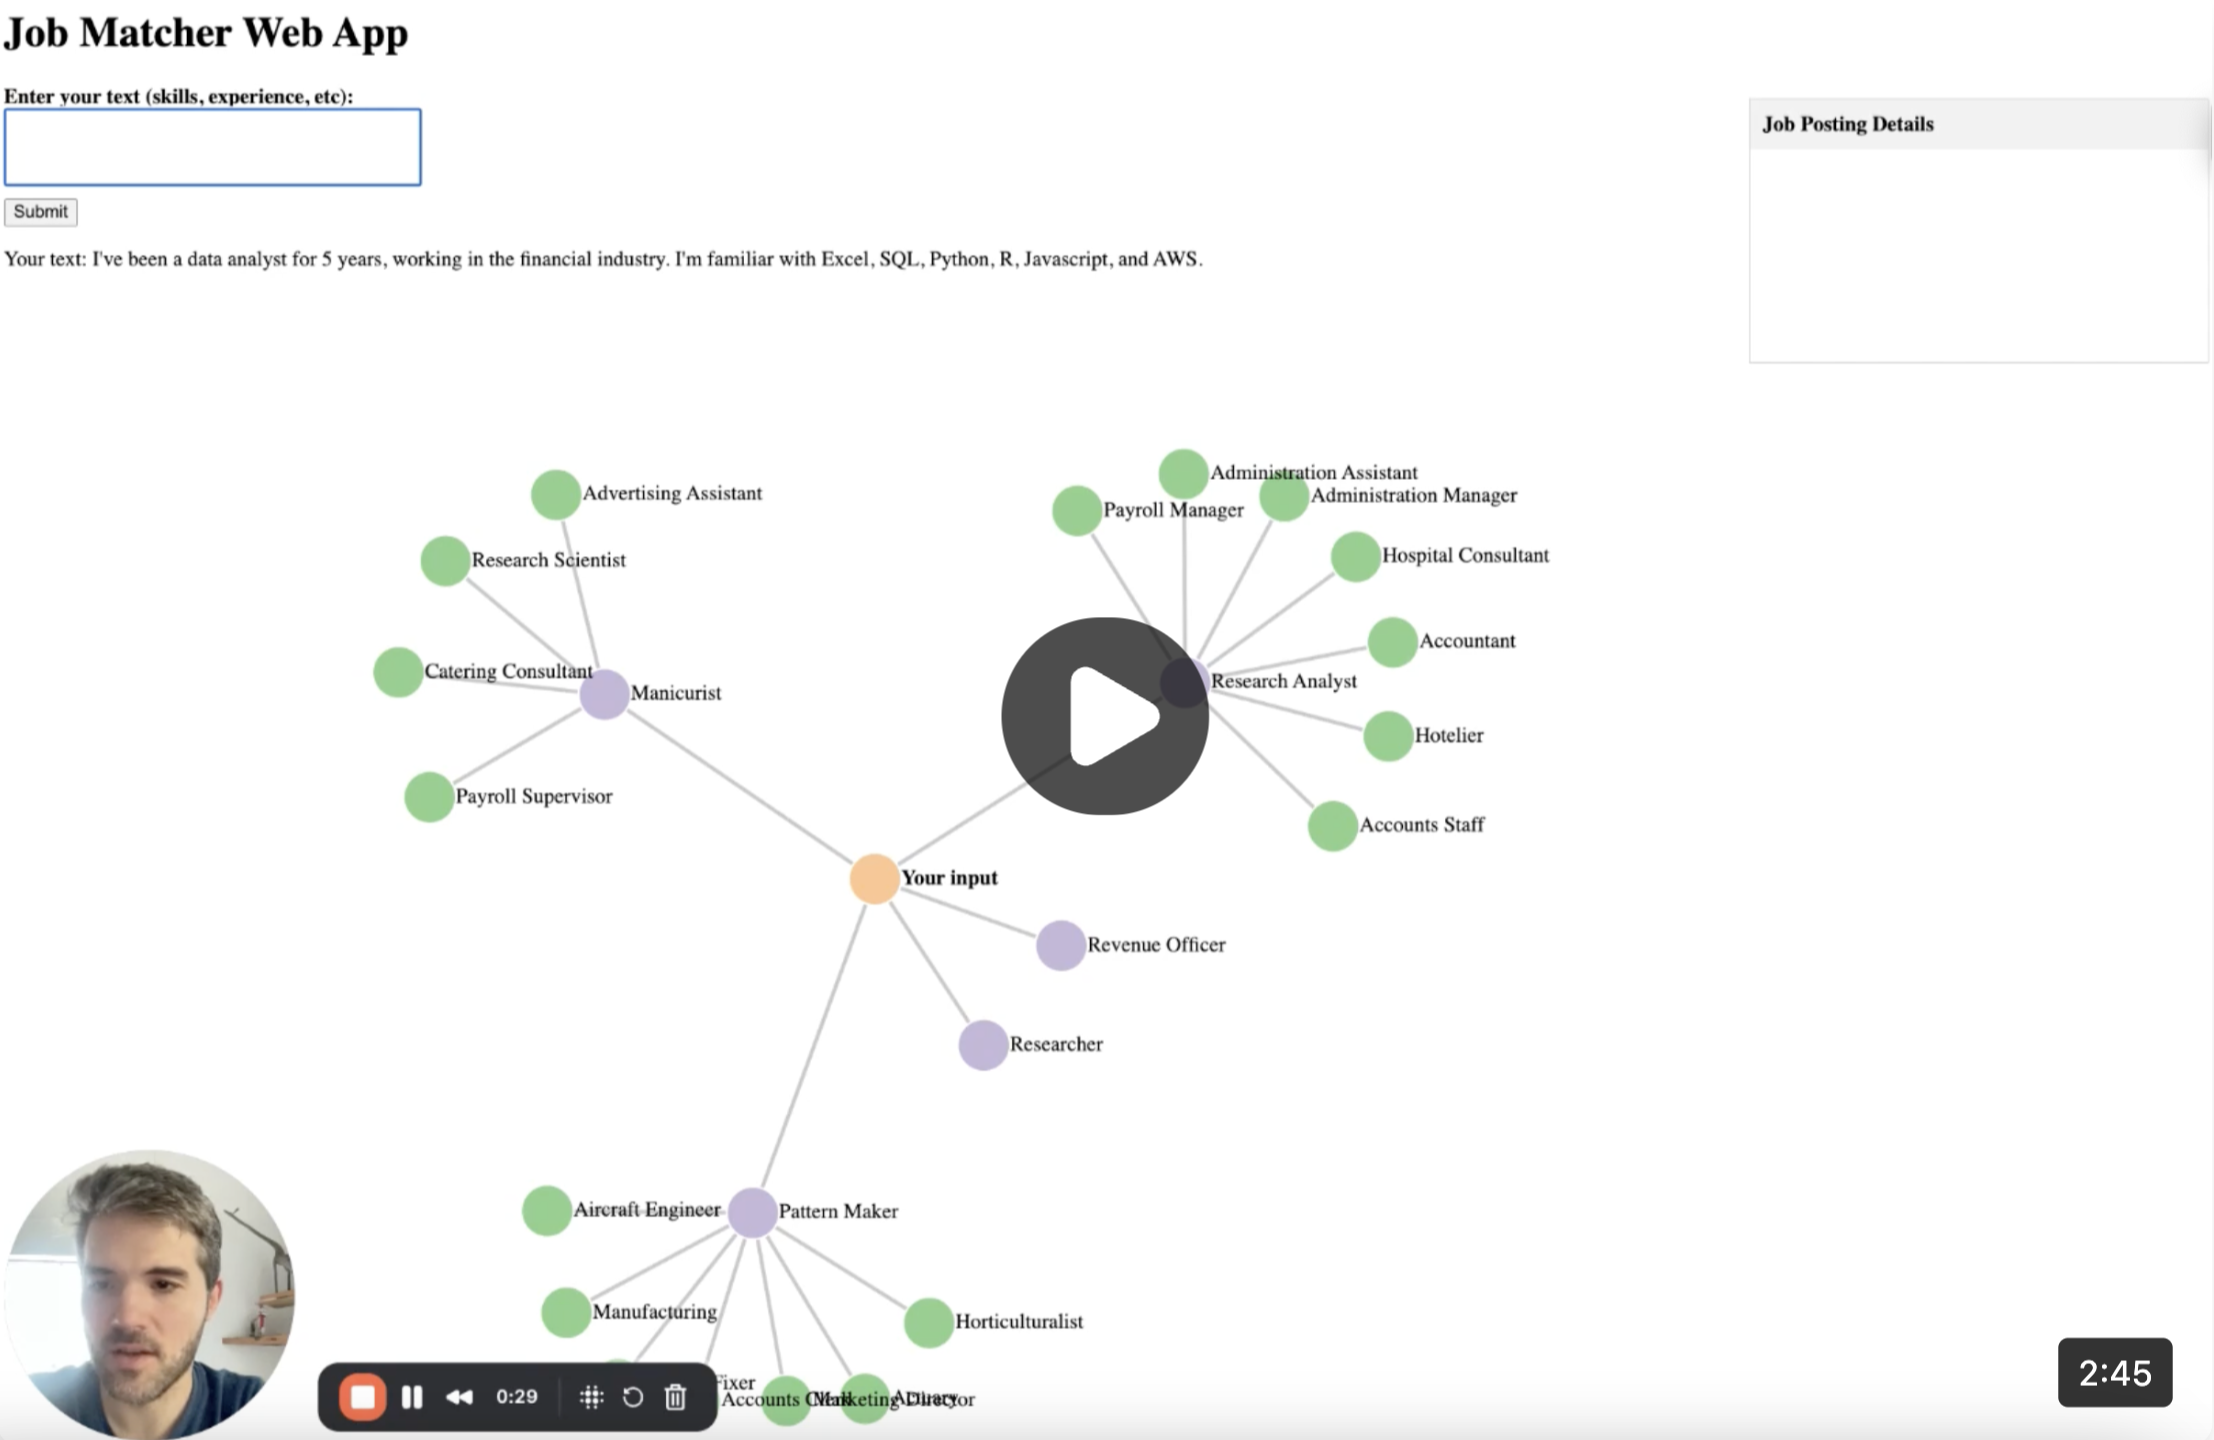 Job Matcher Web App
Enter your text (skills, experience, etc):
Job Posting Details
Submit
Your text: I've been a data analyst for 5 years, working in the financial industry. I'm familiar with Excel, SQL, Python, R, Javascript, and AWS.
Administration Assistant
Advertising Assistant
Administration Manager
Payroll Manager
Hospital Consultant
Research Scientist
Accountant
Catering Consultant
Research Analyst
Manicurist
Hotelier
Payroll Supervisor
Accounts Staff
Your input
Revenue Officer
Researcher
Aircraft Engineer
Pattern Maker
Manufacturing
Horticulturalist
2:45
Fixer
0:29
Accounts Clerk
Marketing Director
Actuary